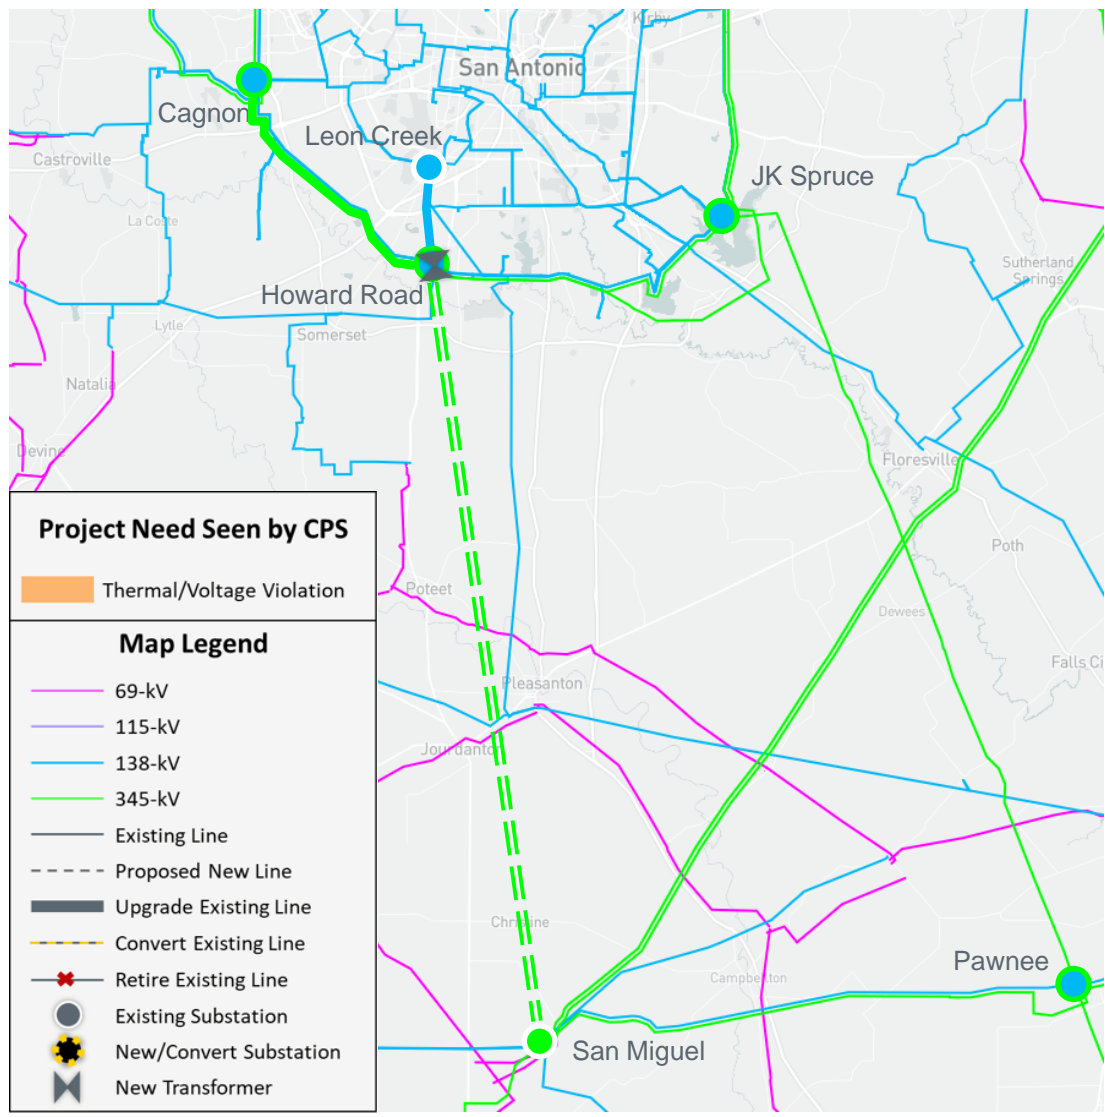 Kirby
San Antonio
Cagnon
Leon Creek
Castroville
JK Spruce
La Coste
Sutherland
Springs
Howard Road
Lytle
Somerset
Natalia
Devine
Floresville
Project Need Seen by CPS
Thermal/Voltage Violation
Poth
Poteet
Dewees
Map Legend
Falls Ci
69-kV
Pleasanton
115-kV
Jourdanton
138-kV
345-kV
Existing Line
Proposed New Line
Upgrade Existing Line
Christine
Convert Existing Line
Pawnee
Retire Existing Line
Campbellton
Existing Substation
New/Convert Substation
San Miguel
New Transformer